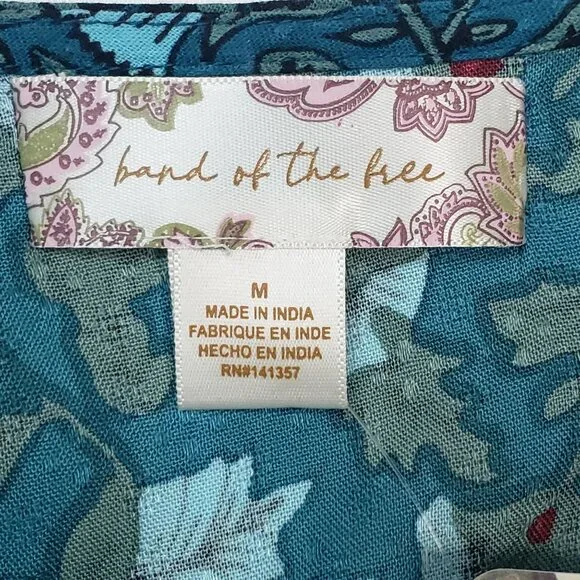 band of the free
M
MADE IN INDIA
FABRIQUE EN INDE
HECHO EN INDIA
RN#141357